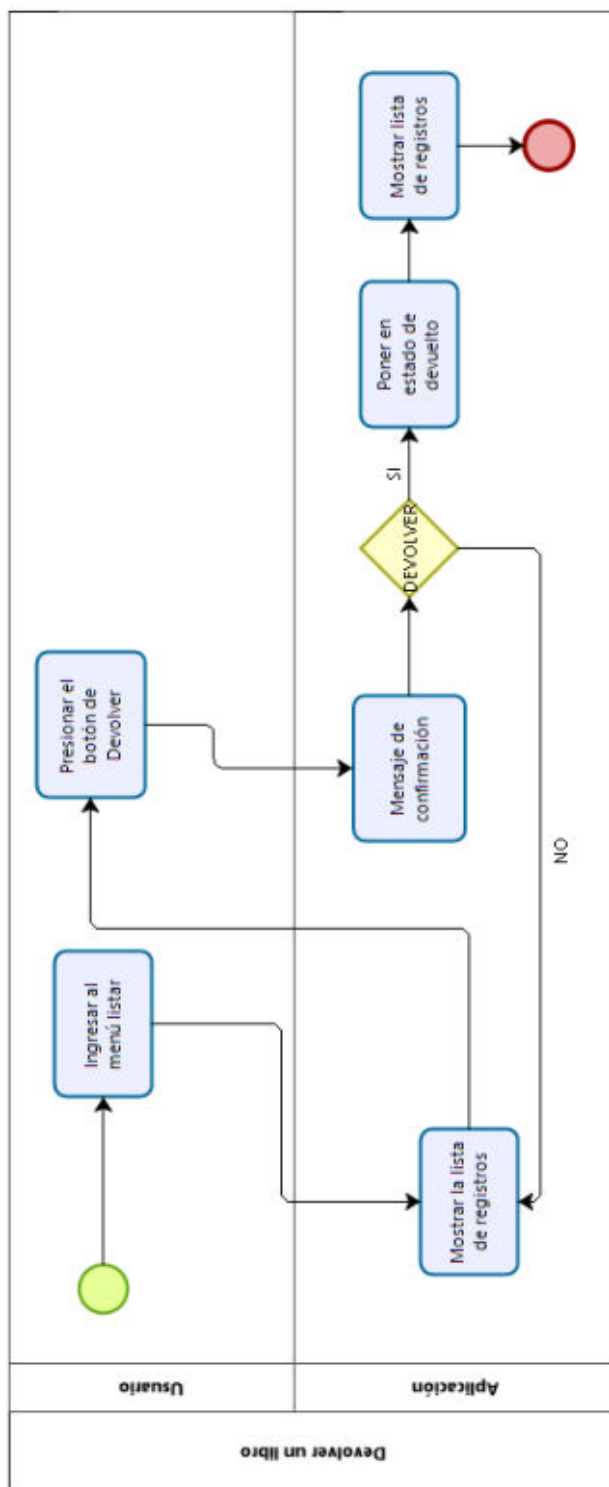 Devolver un libro
Usuario
Aplicación
Ingresar al
menú listar
Mostrar la lista
de registros
Presionar el
botón de
Devolver
Mensaje de
confirmación
DEVOLVER
SI
NO
Poner en
estado de
devuelto
Mostrar lista
de registros